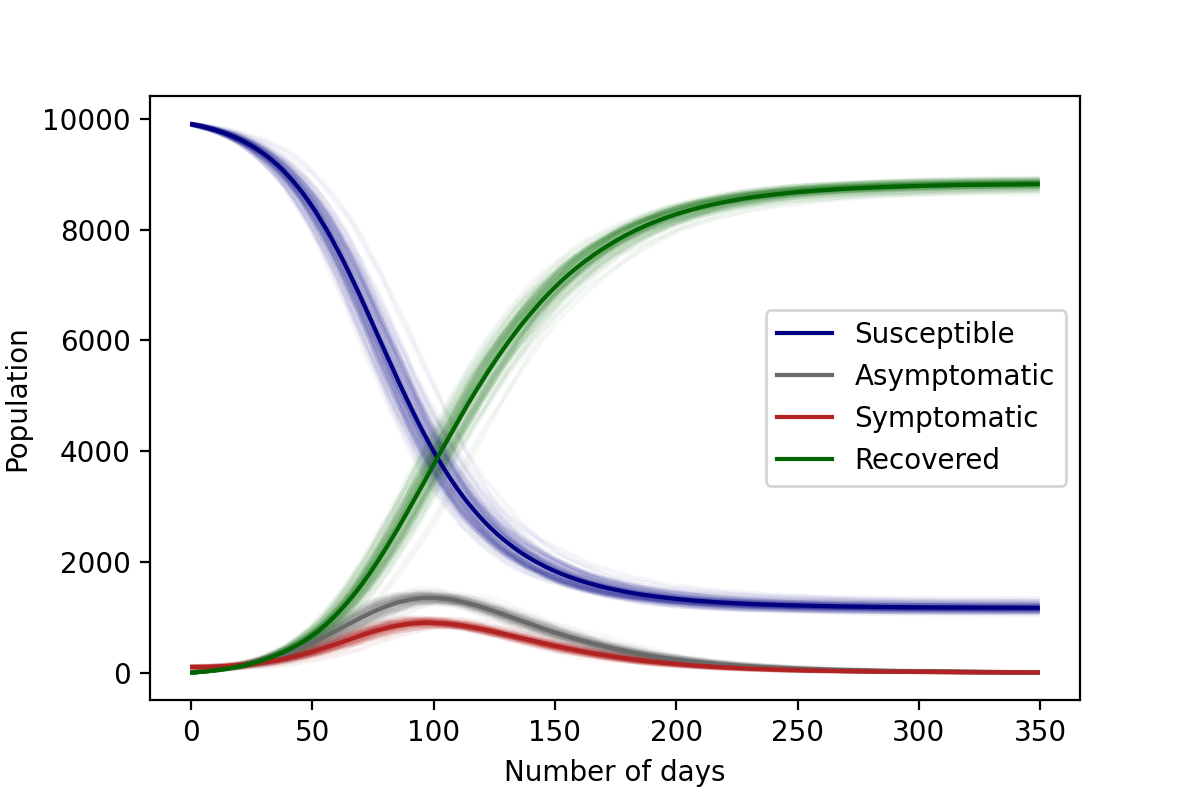 10000
8000
6000
4000
2000
0
Population
Susceptible
Asymptomatic
Symptomatic
Recovered
0 50 100 150 200 250 300 350
Number of days